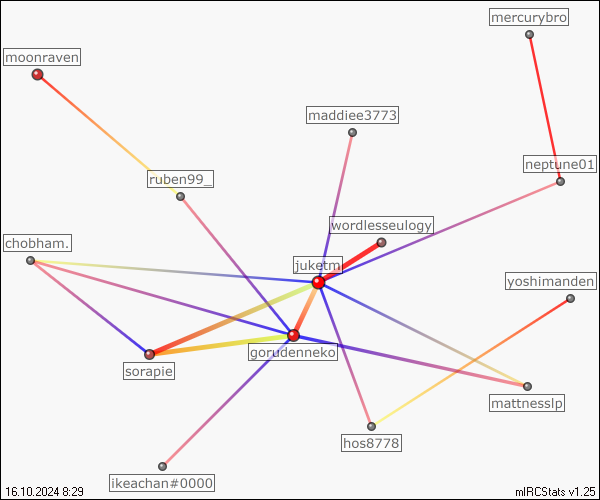 mercurybro
moonraven
maddiee3773
neptune01
ruben99_
wordlesseulogy
chobham.
juketm
yoshimanden
gorudenneko
sorapie
mattnesslp
hos8778
ikeachan#0000
16.10.2024 8:29
mIRCStats v1.25